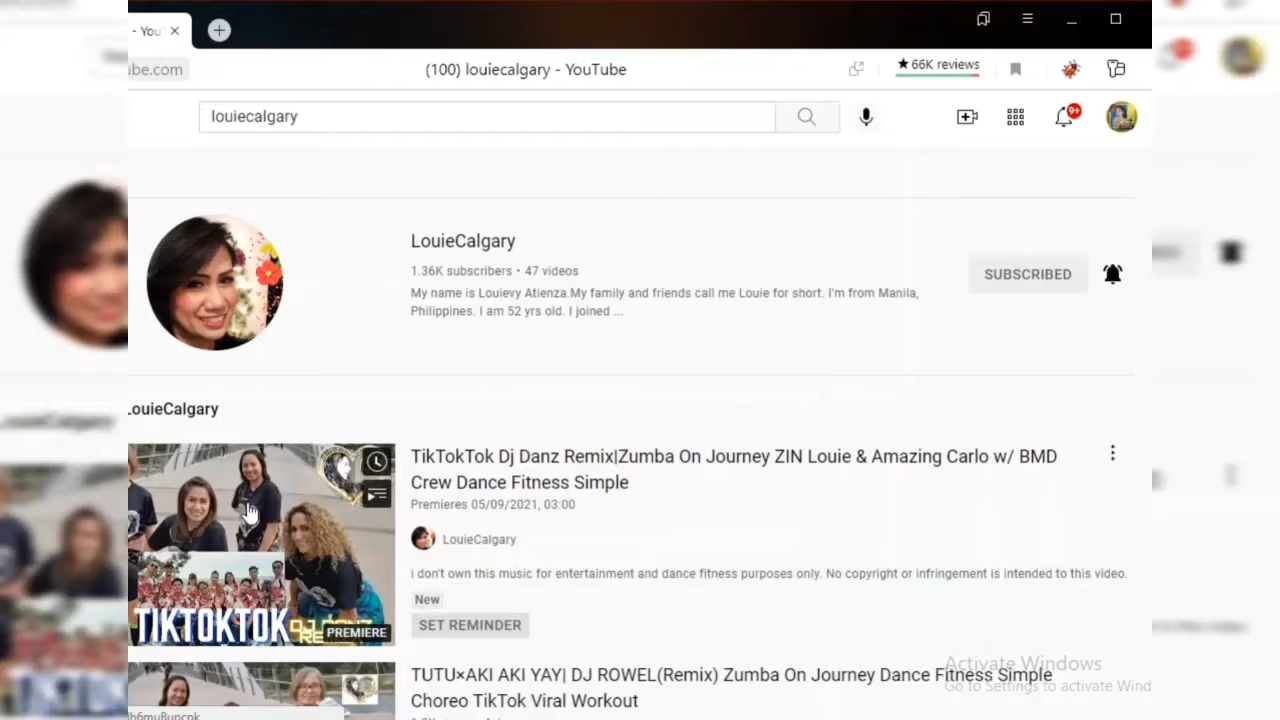 - YouT
ube.com
(100) louiecalgary - YouTube
★ 66K reviews
louiecalgary
9+
LouieCalgary
1.36K subscribers • 47 videos
My name is Louievy Atienza.My family and friends call me Louie for short. I'm from Manila,
Philippines. I am 52 yrs old. I joined ...
SUBSCRIBED
LouieCalgary
TikTokTok Dj Danz Remix|Zumba On Journey ZIN Louie & Amazing Carlo w/ BMD
Crew Dance Fitness Simple
Premieres 05/09/2021, 03:00
LouieCalgary
i don't own this music for entertainment and dance fitness purposes only. No copyright or infringement is intended to this video.
New
SET REMINDER
TIKTOKTOK
DJ DANZ
PREMIERE
TUTU×AKI AKI YAY| DJ ROWEL(Remix) Zumba On Journey Dance Fitness Simple
Choreo TikTok Viral Workout
Activate Windows
Go to Settings to activate Wind